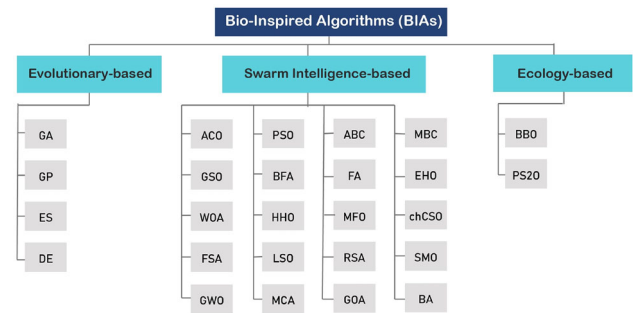 Bio-Inspired Algorithms (BIAs)
Evolutionary-based
Swarm Intelligence-based
Ecology-based
GA
GP
ES
DE
ACO
PSO
ABC
MBC
GSO
BFA
FA
EHO
WOA
HHO
MFO
chCSO
FSA
LSO
RSA
SMO
GWO
MCA
GOA
BA
BBO
PS2O